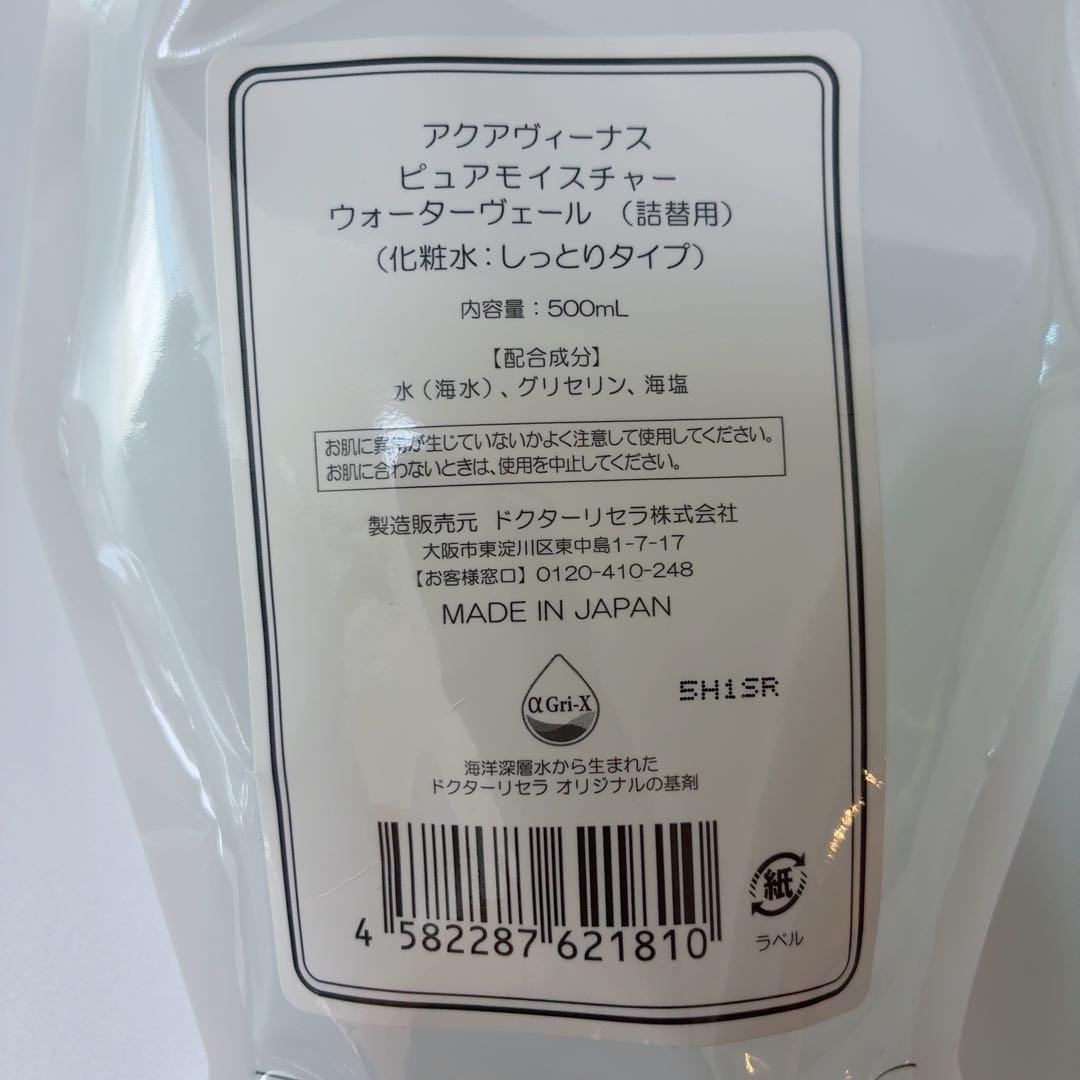 アクアヴィーナス
ピュアモイスチャー
ウォーターヴェール （詰替用）
（化粧水：しっとりタイプ）
内容量：500mL
【配合成分】
水（海水）、グリセリン、海塩
お肌に異常が生じていないかよく注意して使用してください。
お肌に合わないときは、使用を中止してください。
製造販売元 ドクターリセラ株式会社
大阪市東淀川区東中島1-7-17
【お客様窓口】0120-410-248
MADE IN JAPAN
αGri-X
5H1SR
海洋深層水から生まれた
ドクターリセラ オリジナルの基剤
4 582287 621810
紙
ラベル